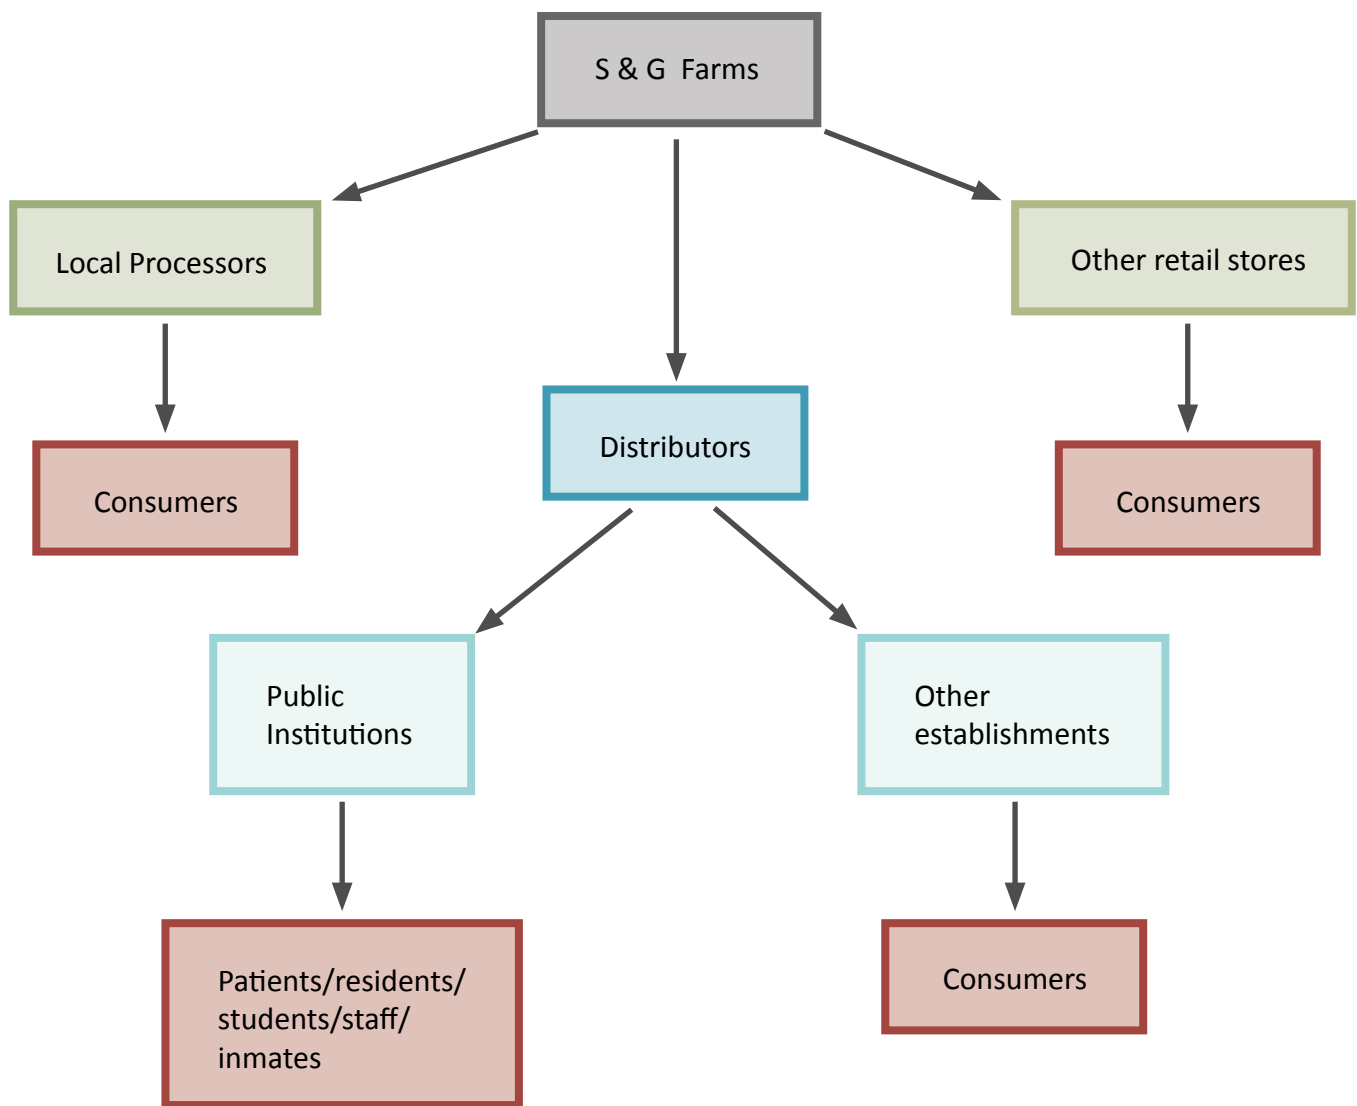 S & G  Farms
Local Processors
Other retail stores
Distributors
Consumers
Consumers
Public
Institutions
Other
establishments
Patients/residents/
students/staff/
inmates
Consumers